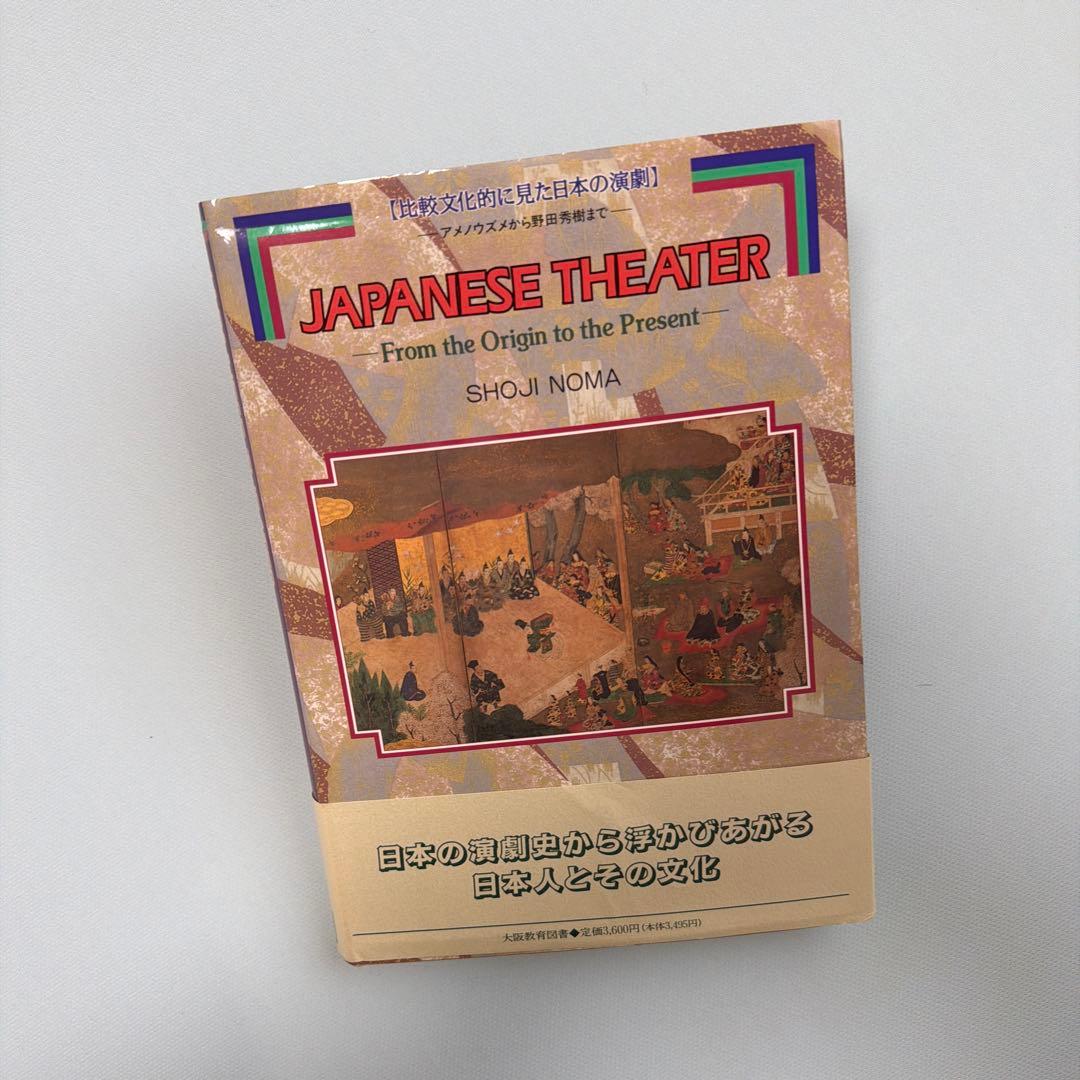 【比較文化的に見た日本の演劇】
―アメノウズメから野田秀樹まで―
JAPANESE THEATER
―From the Origin to the Present―
SHOJI NOMA
日本の演劇史から浮かびあがる
日本人とその文化
大阪教育図書◆定価3,600円(本体3,495円)